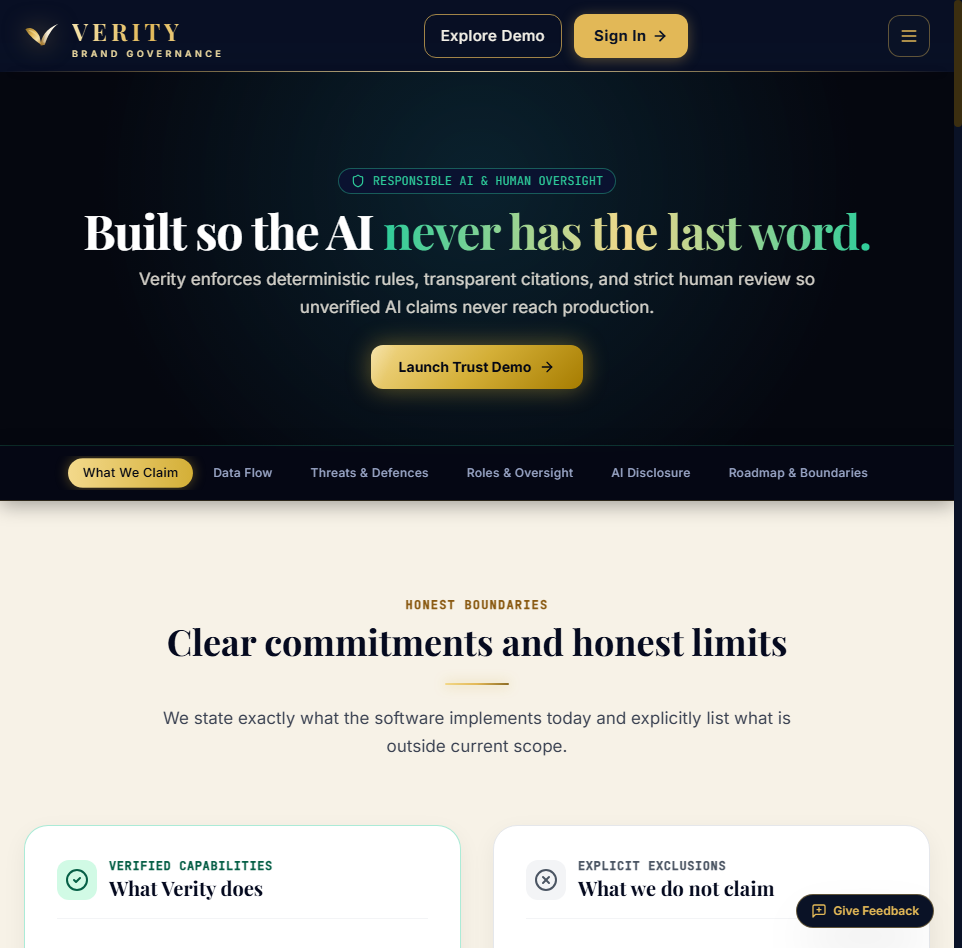 VERITY
BRAND GOVERNANCE
Explore Demo
Sign In →
RESPONSIBLE AI & HUMAN OVERSIGHT
Built so the AI never has the last word.
Verity enforces deterministic rules, transparent citations, and strict human review so
unverified AI claims never reach production.
Launch Trust Demo →
What We Claim
Data Flow
Threats & Defences
Roles & Oversight
AI Disclosure
Roadmap & Boundaries
HONEST BOUNDARIES
Clear commitments and honest limits
We state exactly what the software implements today and explicitly list what is
outside current scope.
VERIFIED CAPABILITIES
What Verity does
EXPLICIT EXCLUSIONS
What we do not claim
Give Feedback